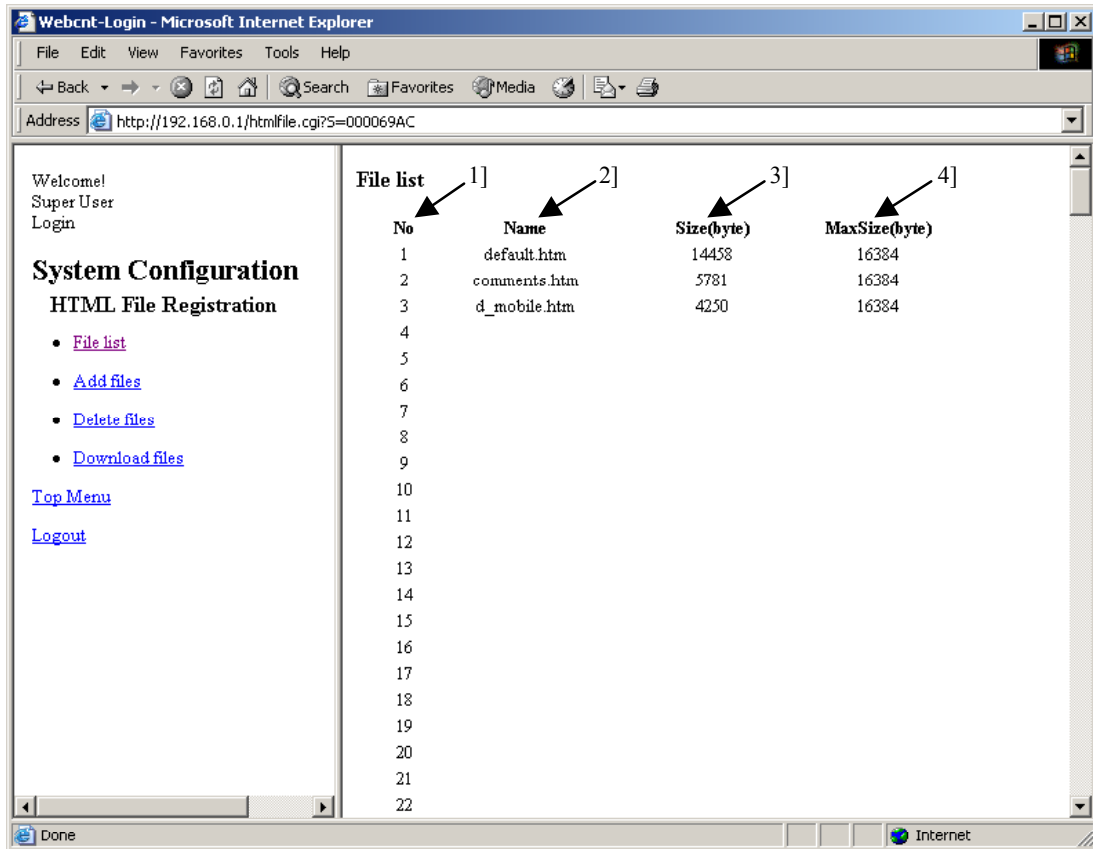 Webcnt-Login - Microsoft Internet Explorer
File Edit View Favorites Tools Help
Back Search Favorites Media
Address http://192.168.0.1/htmlfile.cgi?S=000069AC
Welcome!
Super User
Login
System Configuration
HTML File Registration
File list
Add files
Delete files
Download files
Top Menu
Logout
File list 1] 2] 3] 4]
No Name Size(byte) MaxSize(byte)
1 default.htm 14458 16384
2 comments.htm 5781 16384
3 d_mobile.htm 4250 16384
4
5
6
7
8
9
10
11
12
13
14
15
16
17
18
19
20
21
22
Done Internet